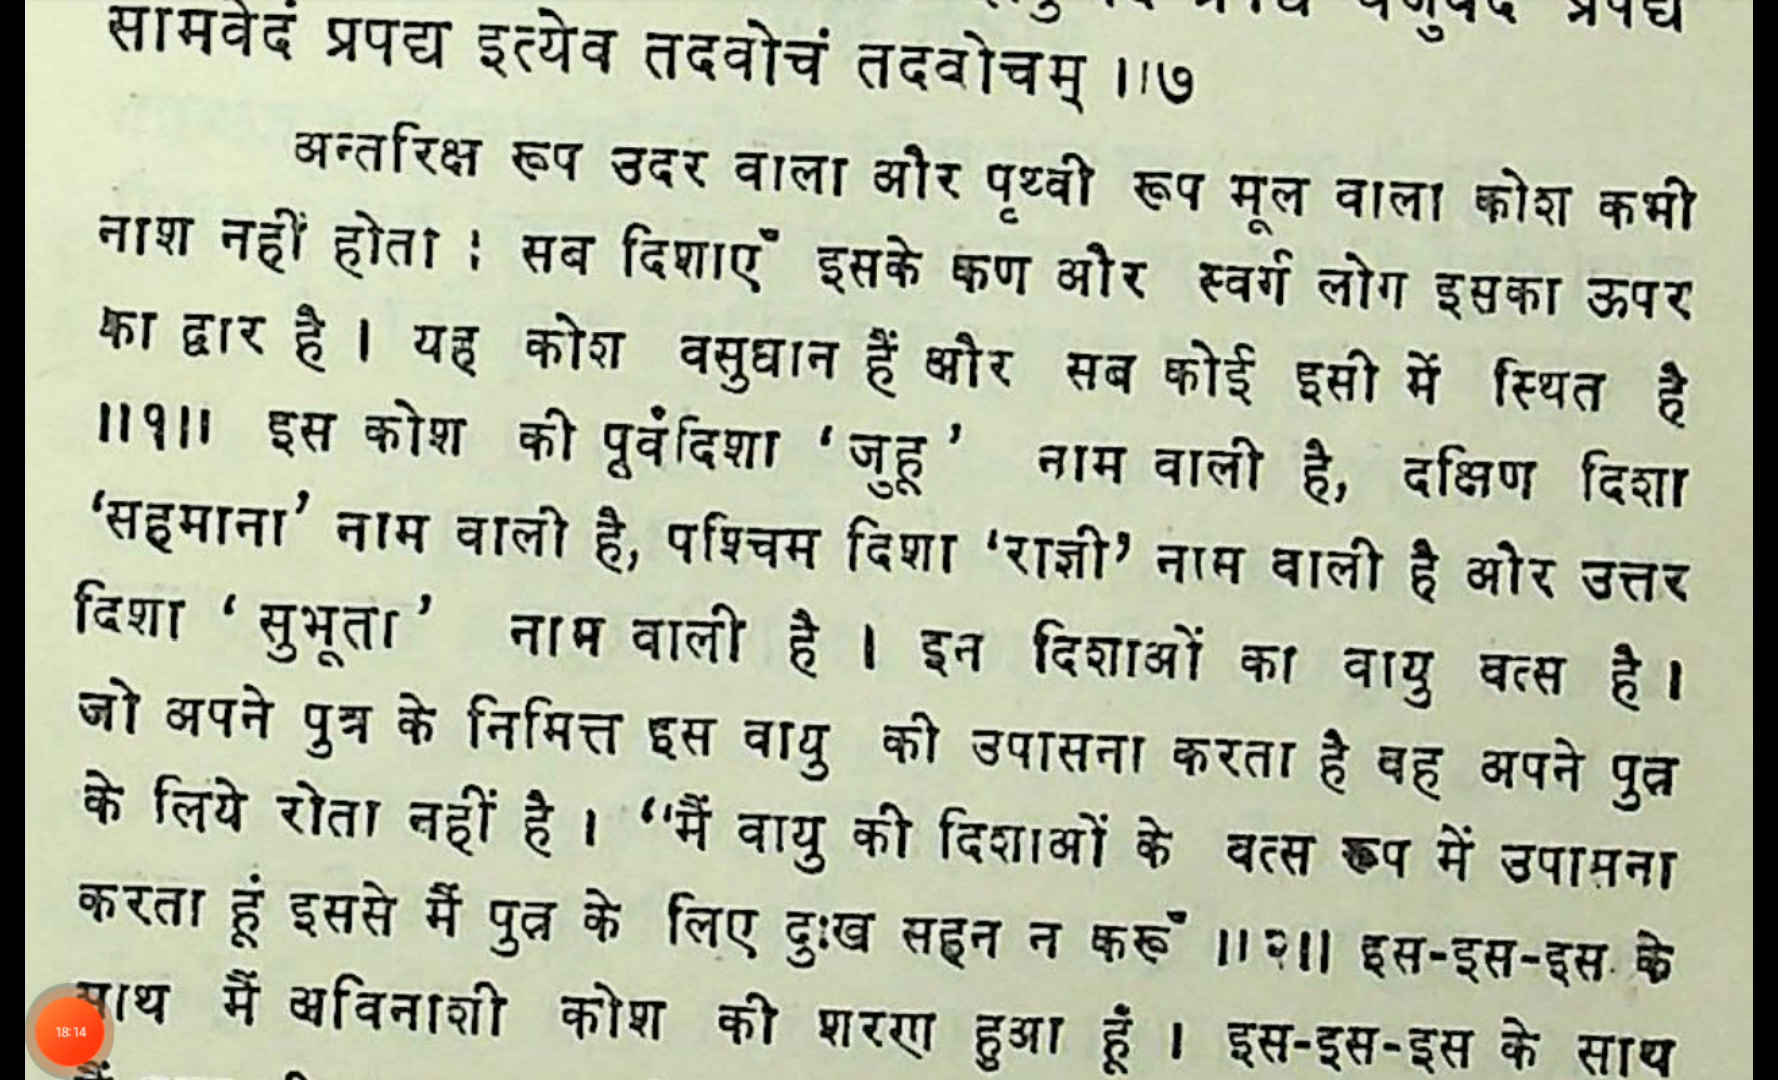 प्रपद्य
सामवेदं प्रपद्य इत्येव तदवोचं तदवोचम् ।।७
अन्तरिक्ष रूप उदर वाला और पृथ्वी रूप मूल वाला कोश कभी
नाश नहीं होता ; सब दिशाएँ इसके कण और स्वर्ग लोग इसका ऊपर
का द्वार है । यह कोश वसुधान हैं और सब कोई इसी में स्थित है
।।१।। इस कोश की पूर्वदिशा ‘जुहू’ नाम वाली है, दक्षिण दिशा
‘सहमाना’ नाम वाली है, पश्चिम दिशा ‘राज्ञी’ नाम वाली है ओर उत्तर
दिशा ‘सुभूता’ नाम वाली है । इन दिशाओं का वायु वत्स है ।
जो अपने पुत्र के निमित्त इस वायु की उपासना करता है वह अपने पुत्र
के लिये रोता नहीं है । “मैं वायु की दिशाओं के वत्स रूप में उपामना
करता हूं इससे मैं पुत्र के लिए दुःख सहन न करूँ ।।२।। इस-इस-इस के
साथ मैं अविनाशी कोश की शरण हुआ हूँ । इस-इस-इस के साथ
18:14